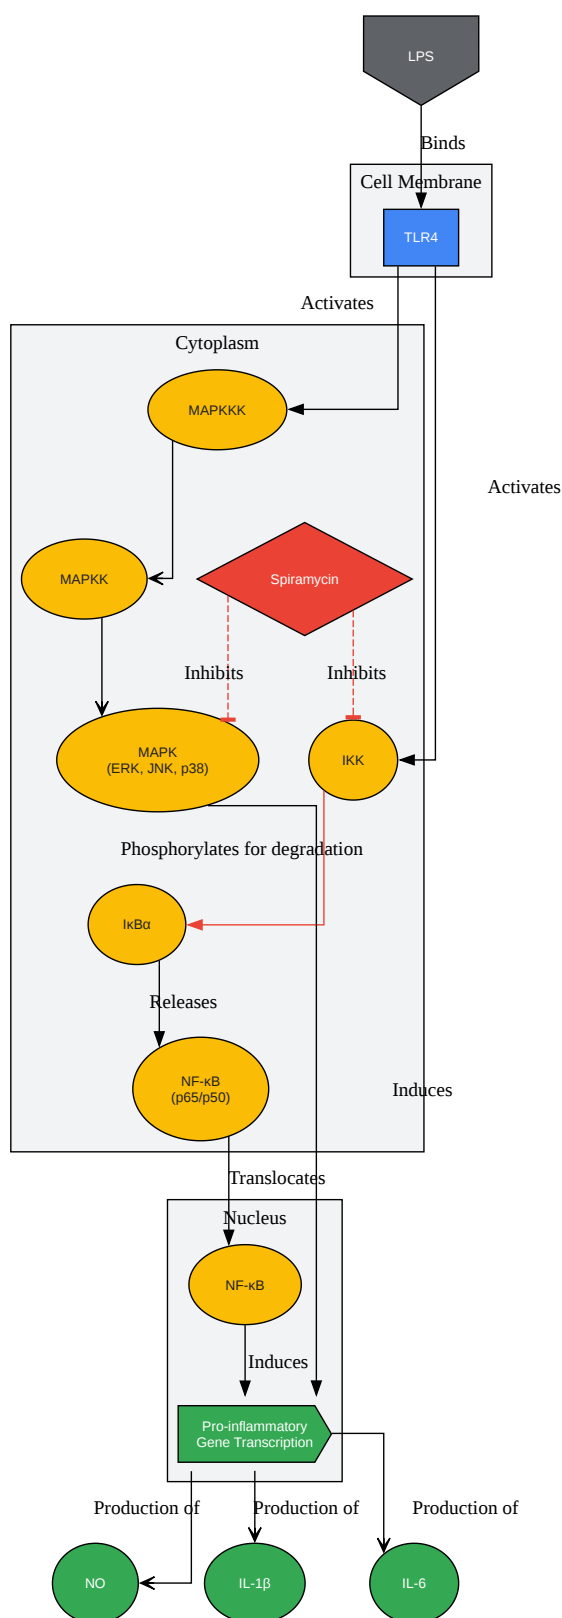 LPS
Binds
Cell Membrane
TLR4
Activates
Cytoplasm
MAPKKK
Activates
MAPKK
Spiramycin
Inhibits
Inhibits
MAPK
(ERK, JNK, p38)
IKK
Phosphorylates for degradation
IκBα
Releases
NF-κB
(p65/p50)
Induces
Translocates
Nucleus
NF-κB
Induces
Pro-inflammatory
Gene Transcription
Production of
Production of
Production of
NO
IL-1β
IL-6